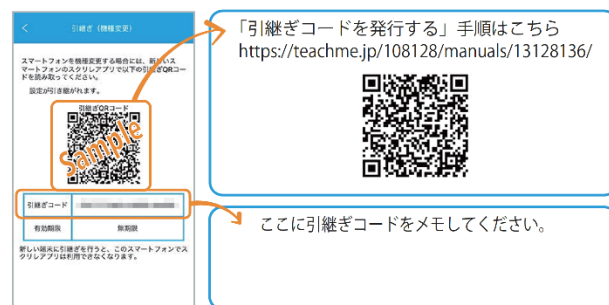 引継ぎ（機種変更）
スマートフォンを機種変更する場合には、新しいス
マートフォンのスクリレアプリで以下の引継ぎQRコー
ドを読み取ってください。
設定が引き継がれます。
引継ぎQRコード
Sample
引継ぎコード
有効期限 無期限
新しい端末に引継ぎを行うと、このスマートフォンでス
クリレアプリは利用できなくなります。
「引継ぎコードを発行する」手順はこちら
https://teachme.jp/108128/manuals/13128136/
ここに引継ぎコードをメモしてください。